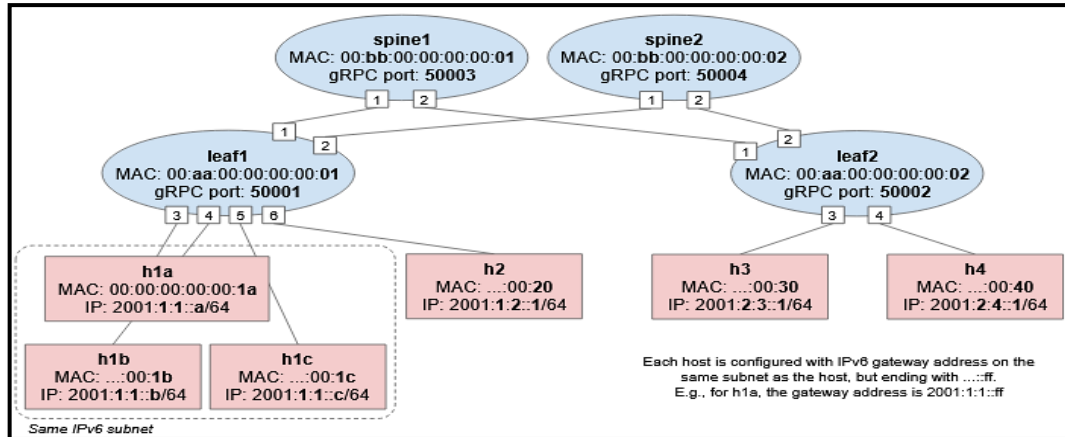 spine1
MAC: 00:bb:00:00:00:00:01
gRPC port: 50003
spine2
MAC: 00:bb:00:00:00:00:02
gRPC port: 50004
1
2
1
2
1
2
leaf1
MAC: 00:aa:00:00:00:00:01
gRPC port: 50001
1
2
leaf2
MAC: 00:aa:00:00:00:00:02
gRPC port: 50002
3
4
5
6
3
4
h1a
MAC: 00:00:00:00:00:1a
IP: 2001:1:1::a/64
h2
MAC: ...:00:20
IP: 2001:1:2::1/64
h3
MAC: ...:00:30
IP: 2001:2:3::1/64
h4
MAC: ...:00:40
IP: 2001:2:4::1/64
h1b
MAC: ...:00:1b
IP: 2001:1:1::b/64
h1c
MAC: ...:00:1c
IP: 2001:1:1::c/64
Each host is configured with IPv6 gateway address on the
same subnet as the host, but ending with ...::ff.
E.g., for h1a, the gateway address is 2001:1:1::ff
Same IPv6 subnet